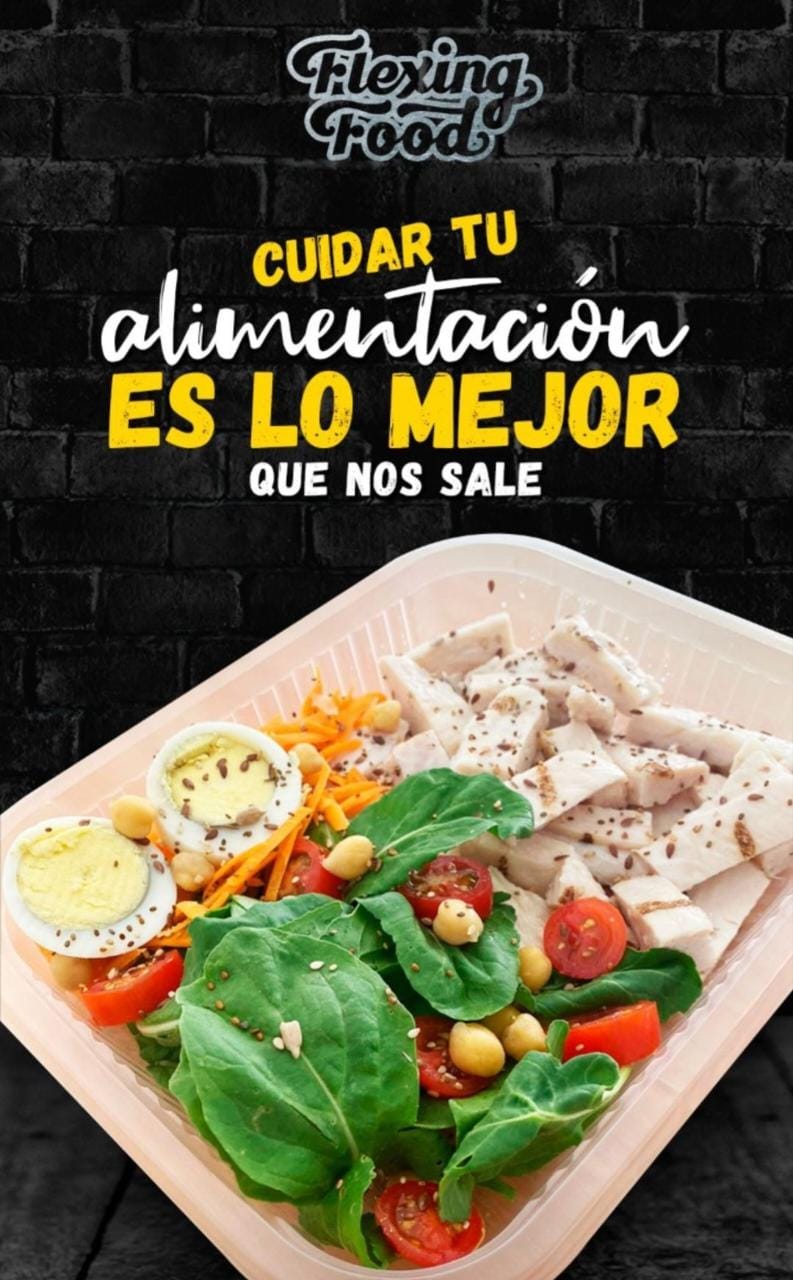 Flexing
Food
CUIDAR TU
alimentación
ES LO MEJOR
QUE NOS SALE